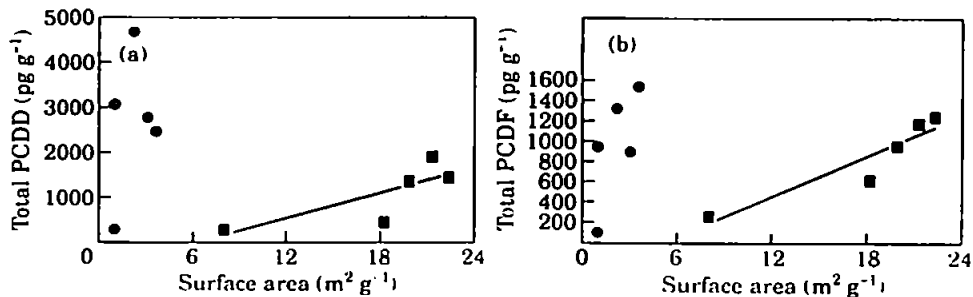 Total PCDD (pg g⁻¹)
5000
4000
3000
2000
1000
(a)
0 6 12 18 24
Surface area (m² g⁻¹)
Total PCDF (pg g⁻¹)
1600
1400
1200
1000
800
600
400
200
(b)
0 6 12 18 24
Surface area (m² g⁻¹)